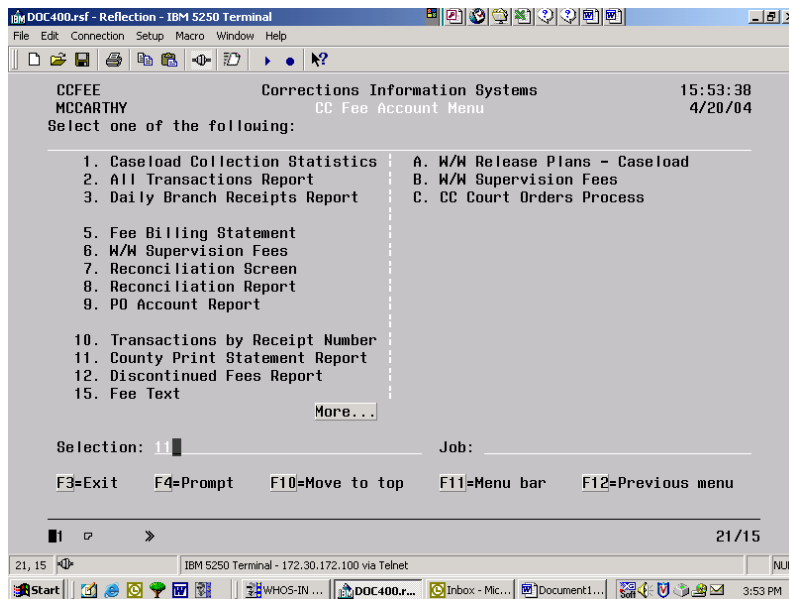 DOC400.rsf - Reflection - IBM 5250 Terminal
File Edit Connection Setup Macro Window Help
CCFEE Corrections Information Systems 15:53:38
MCCARTHY CC Fee Account Menu 4/20/04
Select one of the following:
1. Caseload Collection Statistics A. W/W Release Plans - Caseload
2. All Transactions Report B. W/W Supervision Fees
3. Daily Branch Receipts Report C. CC Court Orders Process
5. Fee Billing Statement
6. W/W Supervision Fees
7. Reconciliation Screen
8. Reconciliation Report
9. PO Account Report
10. Transactions by Receipt Number
11. County Print Statement Report
12. Discontinued Fees Report
15. Fee Text
More...
Selection: 11 Job:
F3=Exit F4=Prompt F10=Move to top F11=Menu bar F12=Previous menu
1 21/15
21, 15 IBM 5250 Terminal - 172.30.172.100 via Telnet NU
Start WHOS-IN ... DOC400.r... Inbox - Mic... Document1... 3:53 PM